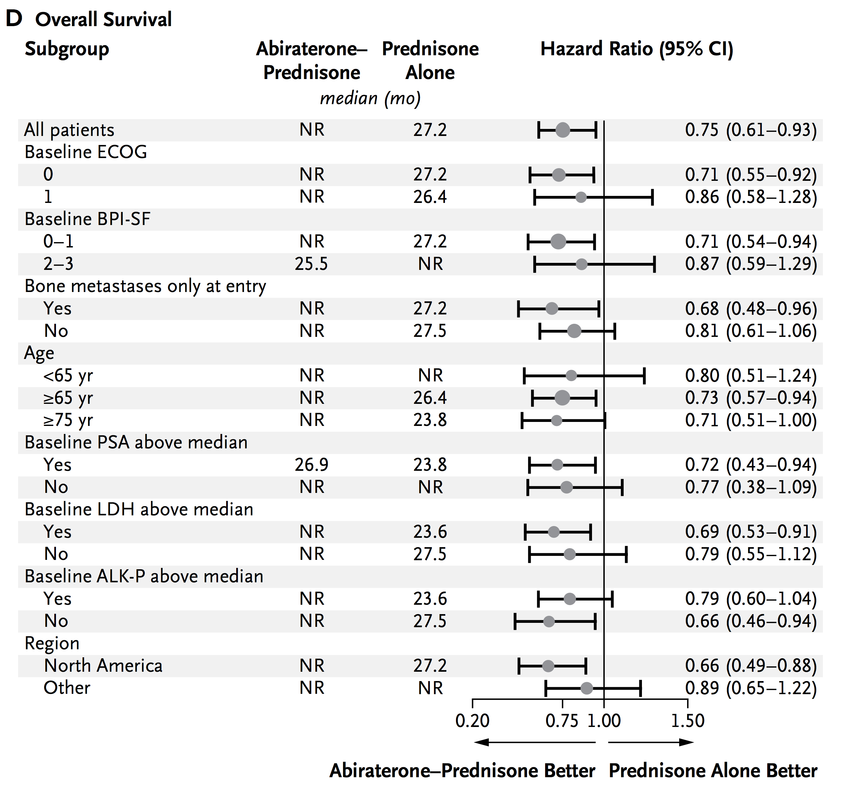 D Overall Survival
Subgroup Abiraterone– Prednisone Hazard Ratio (95% CI)
Prednisone Alone
median (mo)
All patients NR 27.2 0.75 (0.61–0.93)
Baseline ECOG
0 NR 27.2 0.71 (0.55–0.92)
1 NR 26.4 0.86 (0.58–1.28)
Baseline BPI-SF
0–1 NR 27.2 0.71 (0.54–0.94)
2–3 25.5 NR 0.87 (0.59–1.29)
Bone metastases only at entry
Yes NR 27.2 0.68 (0.48–0.96)
No NR 27.5 0.81 (0.61–1.06)
Age
<65 yr NR NR 0.80 (0.51–1.24)
≥65 yr NR 26.4 0.73 (0.57–0.94)
≥75 yr NR 23.8 0.71 (0.51–1.00)
Baseline PSA above median
Yes 26.9 23.8 0.72 (0.43–0.94)
No NR NR 0.77 (0.38–1.09)
Baseline LDH above median
Yes NR 23.6 0.69 (0.53–0.91)
No NR 27.5 0.79 (0.55–1.12)
Baseline ALK-P above median
Yes NR 23.6 0.79 (0.60–1.04)
No NR 27.5 0.66 (0.46–0.94)
Region
North America NR 27.2 0.66 (0.49–0.88)
Other NR NR 0.89 (0.65–1.22)
0.20 0.75 1.00 1.50
Abiraterone–Prednisone Better Prednisone Alone Better